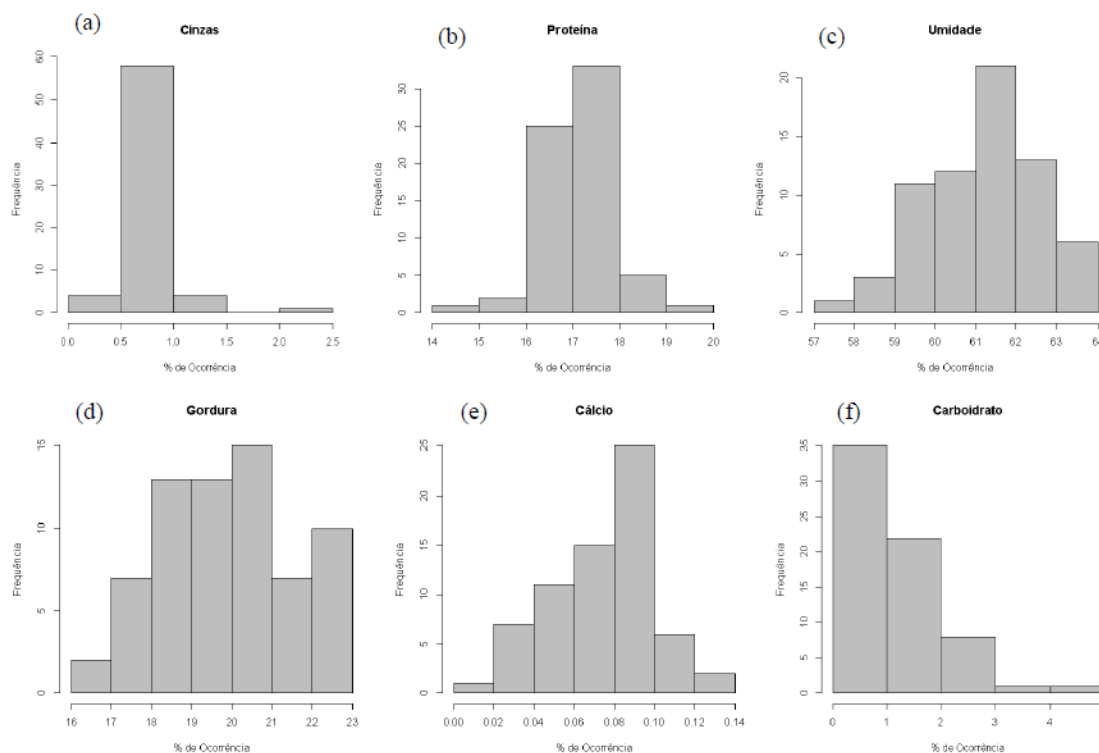 (a)
Cinzas
Frequência
60
50
40
30
20
10
0
0.0 0.5 1.0 1.5 2.0 2.5
% de Ocorrência
(b)
Proteína
Frequência
30
25
20
15
10
5
0
14 15 16 17 18 19 20
% de Ocorrência
(c)
Umidade
Frequência
20
15
10
5
0
57 58 59 60 61 62 63 64
% de Ocorrência
(d)
Gordura
Frequência
15
10
5
0
16 17 18 19 20 21 22 23
% de Ocorrência
(e)
Cálcio
Frequência
25
20
15
10
5
0
0.00 0.02 0.04 0.06 0.08 0.10 0.12 0.14
% de Ocorrência
(f)
Carboidrato
Frequência
35
30
25
20
15
10
5
0
0 1 2 3 4
% de Ocorrência